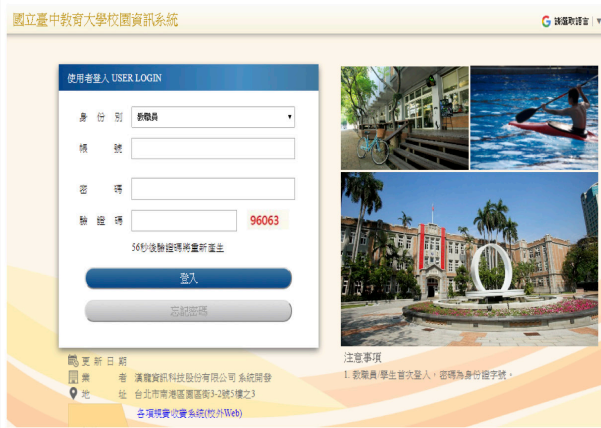 國立臺中教育大學校園資訊系統
請選取語言 ▼
使用者登入 USER LOGIN
身份別 教職員
帳號
密碼
驗證碼 96063
56秒後驗證碼將重新產生
登入
忘記密碼
更新日期
業者 漢龍資訊科技股份有限公司 系統開發
地址 台北市南港區園區街3-2號5樓之3
各項規費收費系統(校外Web)
注意事項
1. 教職員/學生首次登入，密碼為身份證字號。